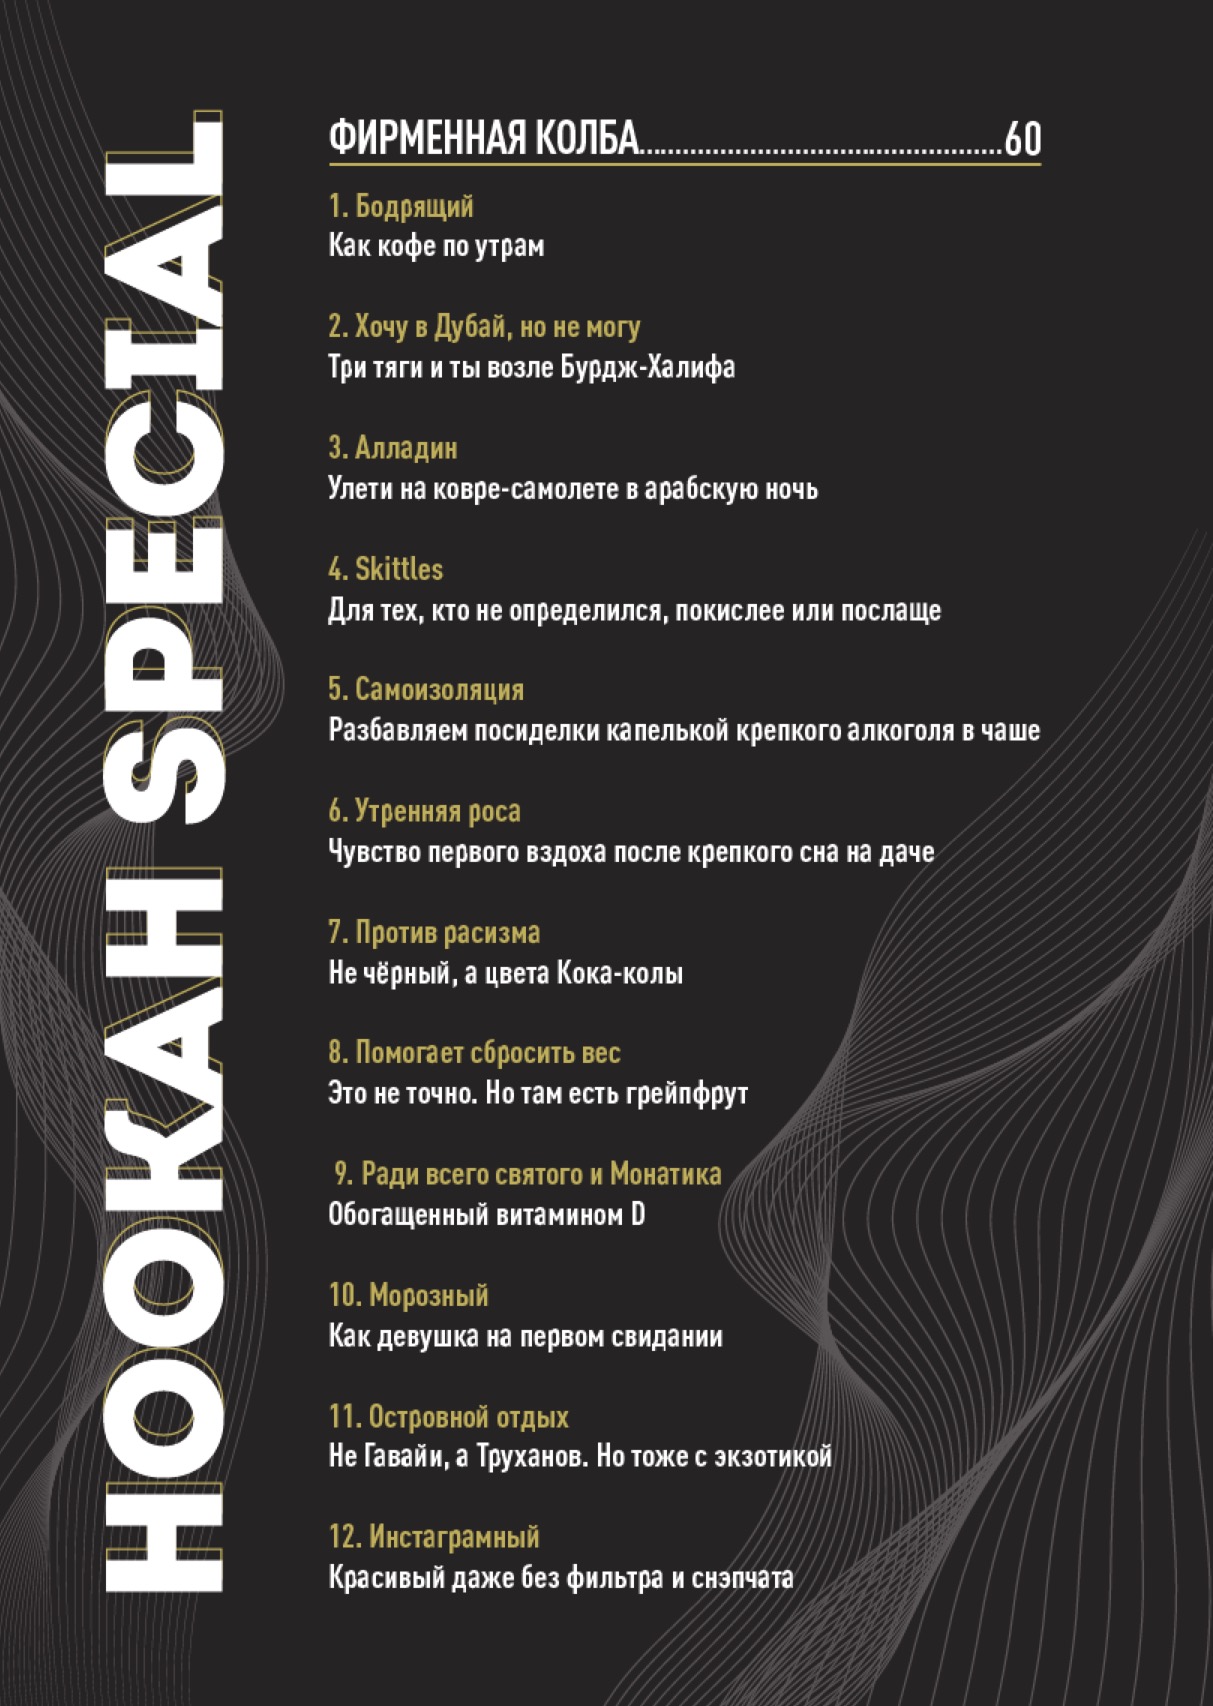 HOOKAH SPECIAL
ФИРМЕННАЯ КОЛБА................................................60
1. Бодрящий
Как кофе по утрам
2. Хочу в Дубай, но не могу
Три тяги и ты возле Бурдж-Халифа
3. Алладин
Улети на ковре-самолете в арабскую ночь
4. Skittles
Для тех, кто не определился, покислее или послаще
5. Самоизоляция
Разбавляем посиделки капелькой крепкого алкоголя в чаше
6. Утренняя роса
Чувство первого вздоха после крепкого сна на даче
7. Против расизма
Не чёрный, а цвета Кока-колы
8. Помогает сбросить вес
Это не точно. Но там есть грейпфрут
9. Ради всего святого и Монатика
Обогащенный витамином D
10. Морозный
Как девушка на первом свидании
11. Островной отдых
Не Гавайи, а Труханов. Но тоже с экзотикой
12. Инстаграмный
Красивый даже без фильтра и снэпчата